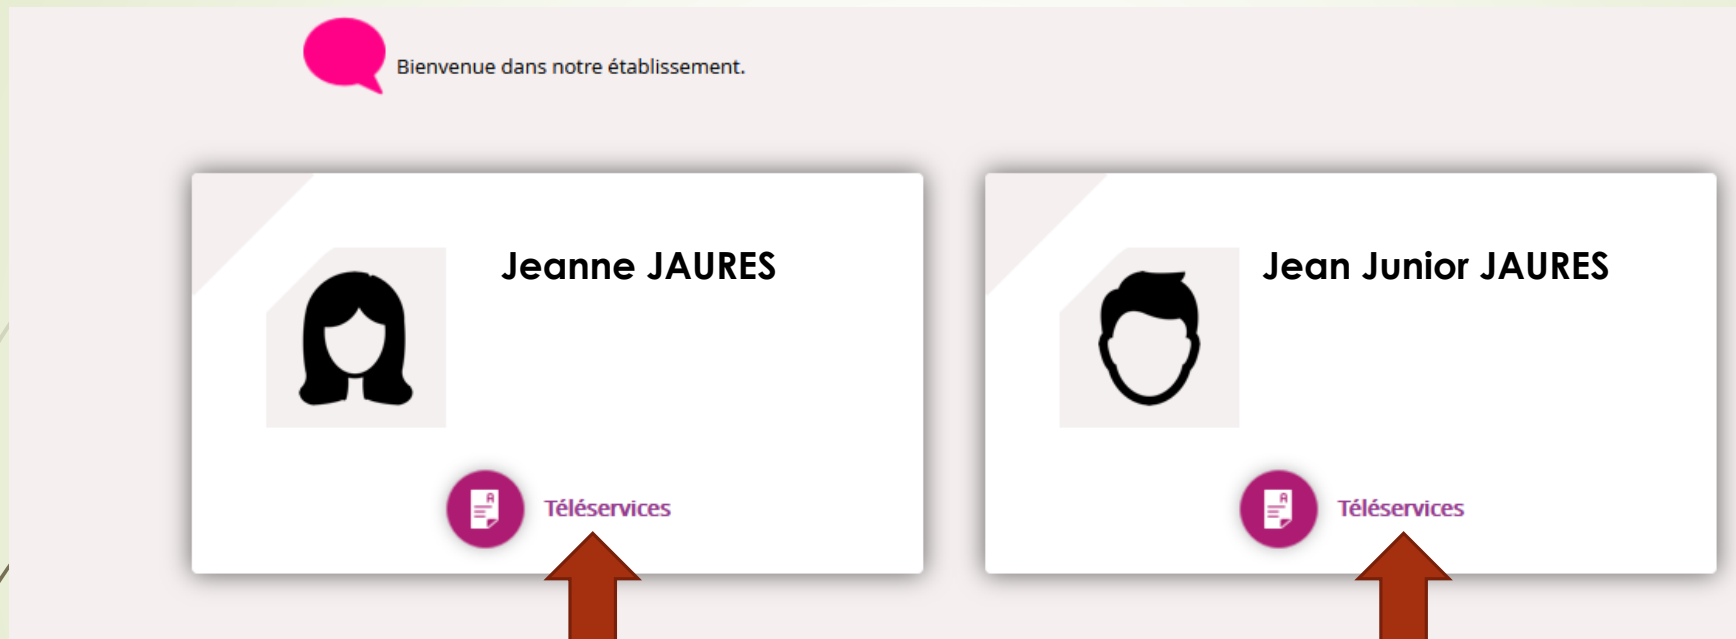 Bienvenue dans notre établissement.
Jeanne JAURES
Jean Junior JAURES
Téléservices
Téléservices